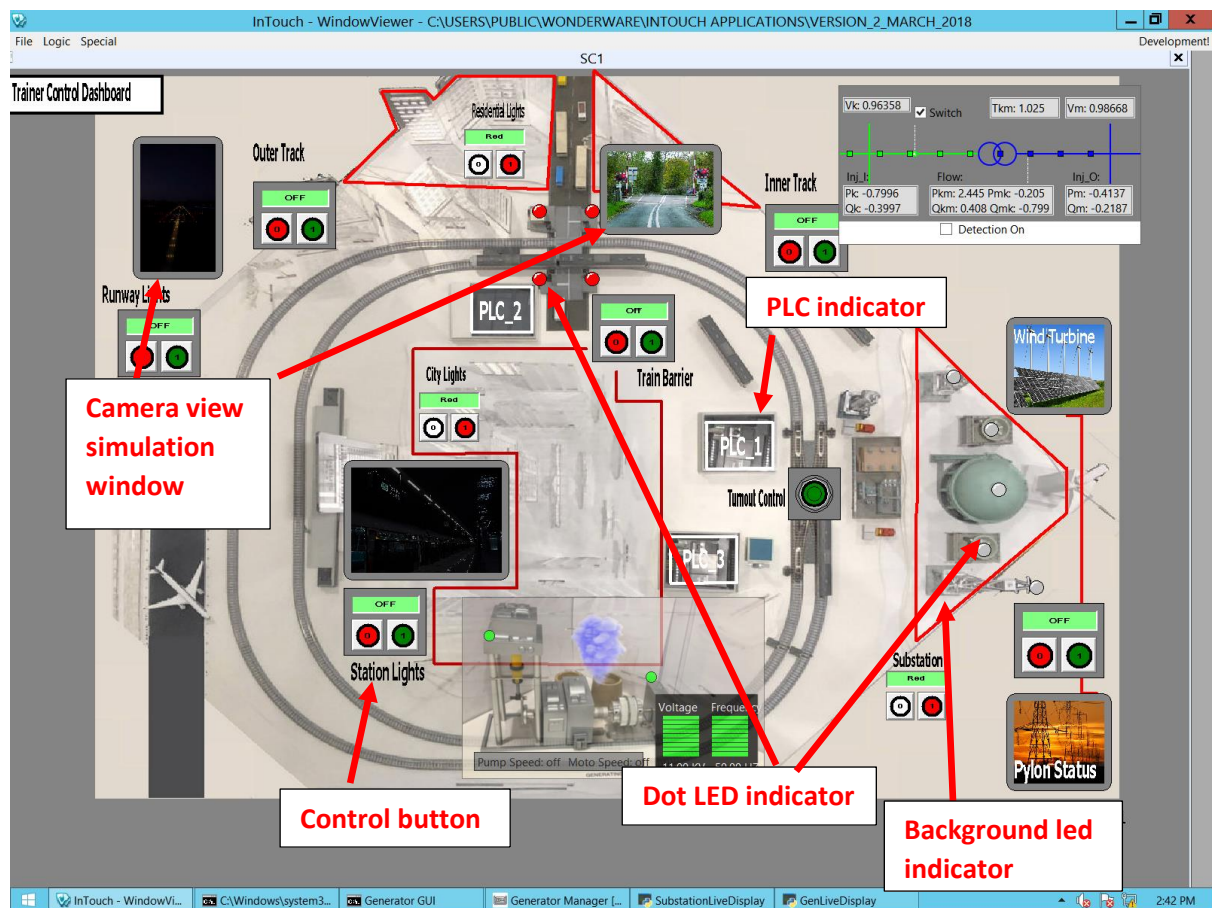 InTouch - WindowViewer - C:\USERS\PUBLIC\WONDERWARE\INTOUCH APPLICATIONS\VERSION_2_MARCH_2018
File Logic Special
Development!
SC1
Trainer Control Dashboard
Residential Lights
Red
0 1
Outer Track
OFF
0 1
Inner Track
OFF
0 1
Vk: 0.96358
Switch
Tkm: 1.025
Vm: 0.98668
Inj_I:
Flow:
Inj_O:
Pk: -0.7996
Pkm: 2.445 Pmk: -0.205
Pm: -0.4137
Qk: -0.3997
Qkm: 0.408 Qmk: -0.799
Qm: -0.2187
Detection On
Runway Lights
OFF
1
PLC_2
Off
0 1
Train Barrier
PLC indicator
Wind Turbine
Camera view
simulation
window
City Lights
Red
0 1
PLC_1
Turnout Control
PLC_3
OFF
0 1
Station Lights
OFF
0 1
Substation
Red
0 1
Voltage Frequency
Pump Speed: off Moto Speed: off
11.00 KV 50.00 HZ
Pylon Status
Control button
Dot LED indicator
Background led
indicator
InTouch - WindowVi...
C:\Windows\system3...
Generator GUI
Generator Manager [...
SubstationLiveDisplay
GenLiveDisplay
2:42 PM